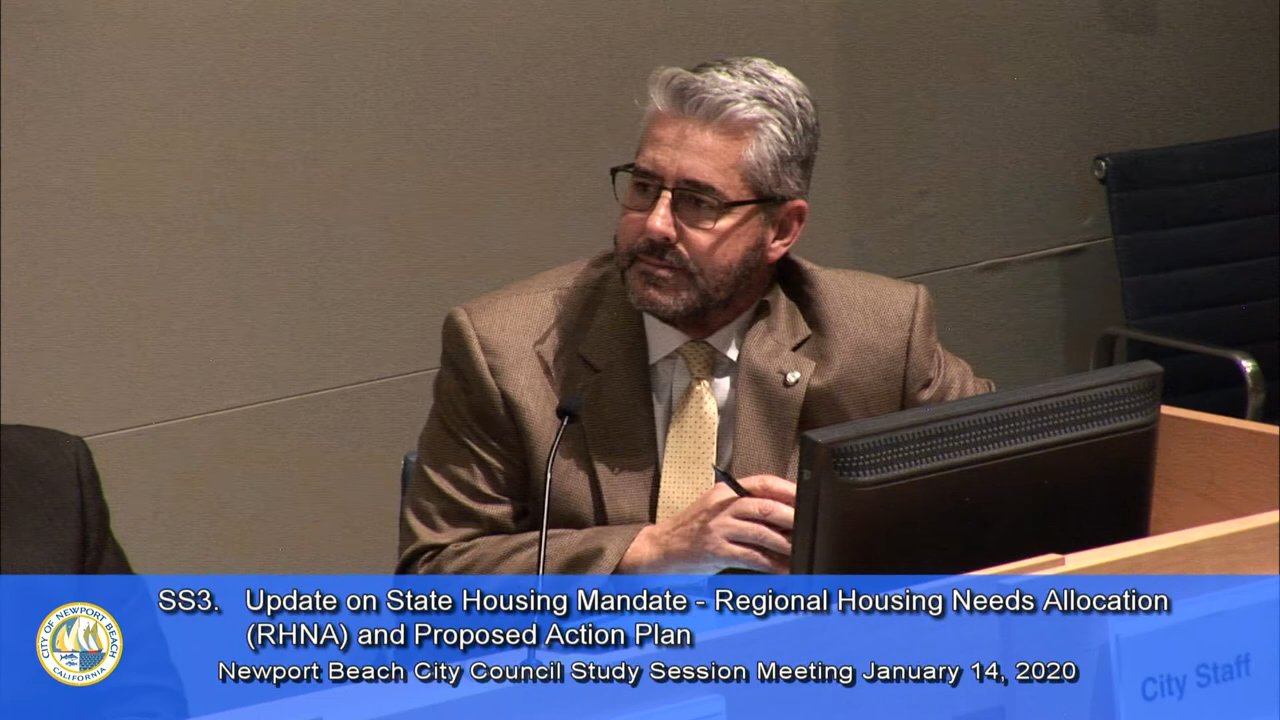 SS3. Update on State Housing Mandate - Regional Housing Needs Allocation
(RHNA) and Proposed Action Plan
Newport Beach City Council Study Session Meeting January 14, 2020
CITY OF NEWPORT BEACH
CALIFORNIA
City Staff